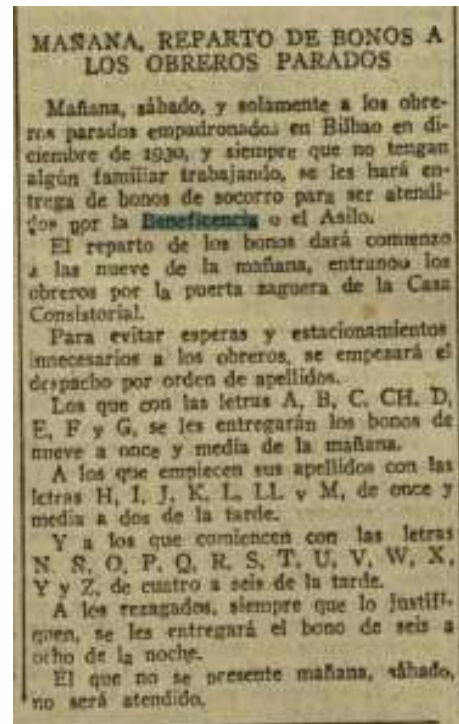 MAÑANA, REPARTO DE BONOS A
LOS OBREROS PARADOS
Mañana, sábado, y solamente a los obre-
ros parados empadronados en Bilbao en di-
ciembre de 1930, y siempre que no tengan
algún familiar trabajando, se les hará en-
trega de bonos de socorro para ser atendi-
dos por la Beneficencia o el Asilo.
El reparto de los bonos dará comienzo
a las nueve de la mañana, entrando los
obreros por la puerta zaguera de la Casa
Consistorial.
Para evitar esperas y estacionamientos
innecesarios a los obreros, se empezará el
despacho por orden de apellidos.
Los que con las letras A, B, C, CH, D,
E, F y G, se les entregarán los bonos de
nueve a once y media de la mañana.
A los que empiecen sus apellidos con las
letras H, I, J, K, L, LL y M, de once y
media a dos de la tarde.
Y a los que comiencen con las letras
N, Ñ, O, P, Q, R, S, T, U, V, W, X,
Y y Z, de cuatro a seis de la tarde.
A los rezagados, siempre que lo justifi-
quen, se les entregará el bono de seis a
ocho de la noche.
El que no se presente mañana, sábado,
no será atendido.